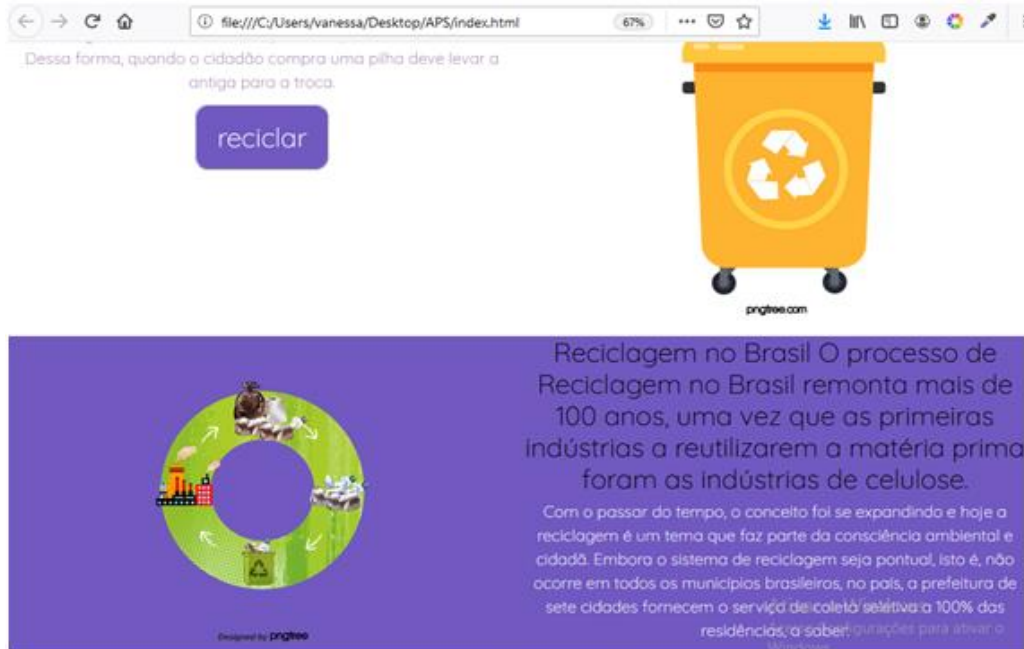 file:///C:/Users/vanessa/Desktop/APS/index.html
67%
Dessa forma, quando o cidadão compra uma pilha deve levar a
antiga para a troca.
reciclar
pngtree.com
Reciclagem no Brasil O processo de
Reciclagem no Brasil remonta mais de
100 anos, uma vez que as primeiras
indústrias a reutilizarem a matéria prima
foram as indústrias de celulose.
Com o passar do tempo, o conceito foi se expandindo e hoje a
reciclagem é um tema que faz parte da consciência ambiental e
cidadã. Embora o sistema de reciclagem seja pontual, isto é, não
ocorre em todos os municípios brasileiros, no país, a prefeitura de
sete cidades fornecem o serviço de coleta seletiva a 100% das
residências, a saber:
configurações para ativar o
Windows.
Designed by pngtree